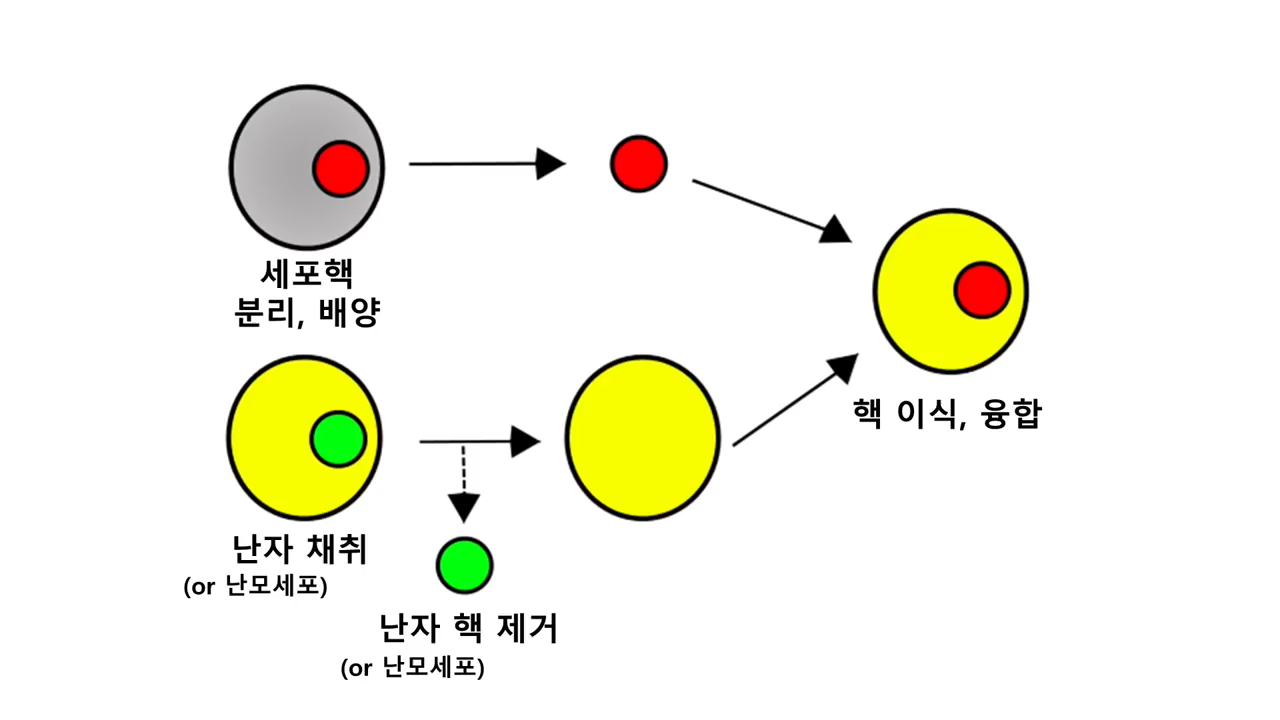 세포핵
분리, 배양
난자 채취
(or 난모세포)
난자 핵 제거
(or 난모세포)
핵 이식, 융합